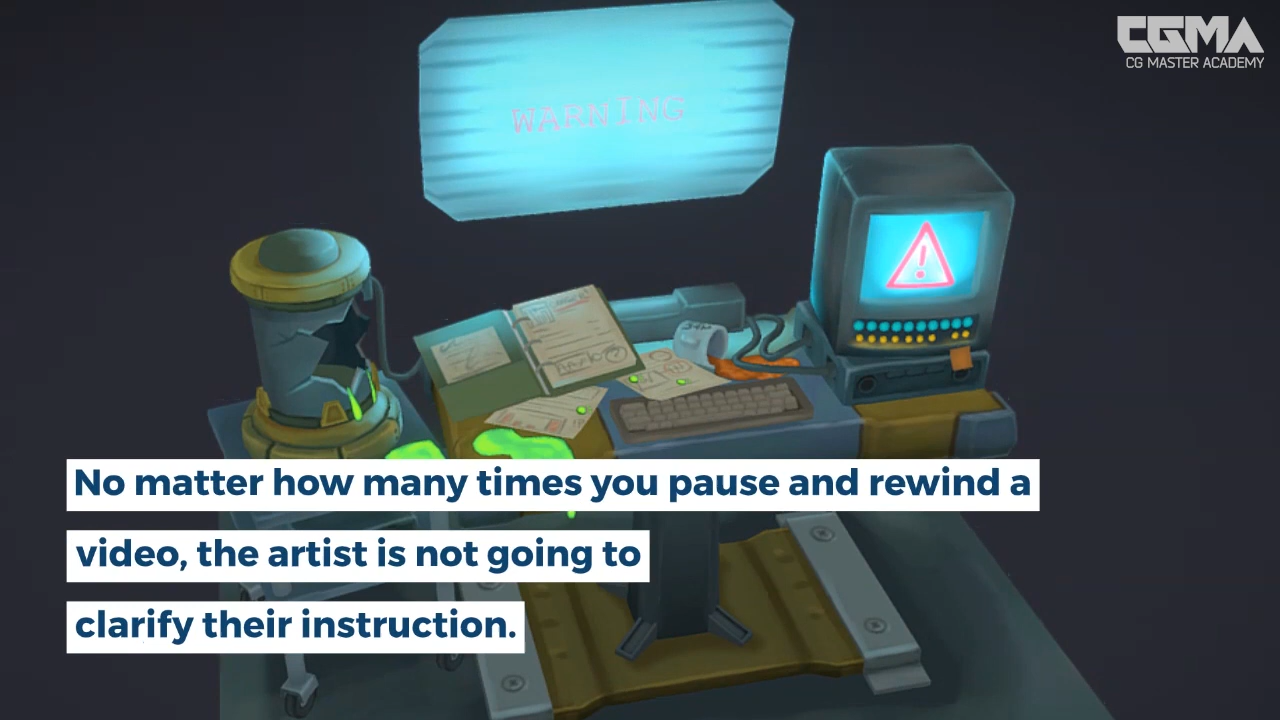 CGMA
CG MASTER ACADEMY
WARNING
No matter how many times you pause and rewind a
video, the artist is not going to
clarify their instruction.